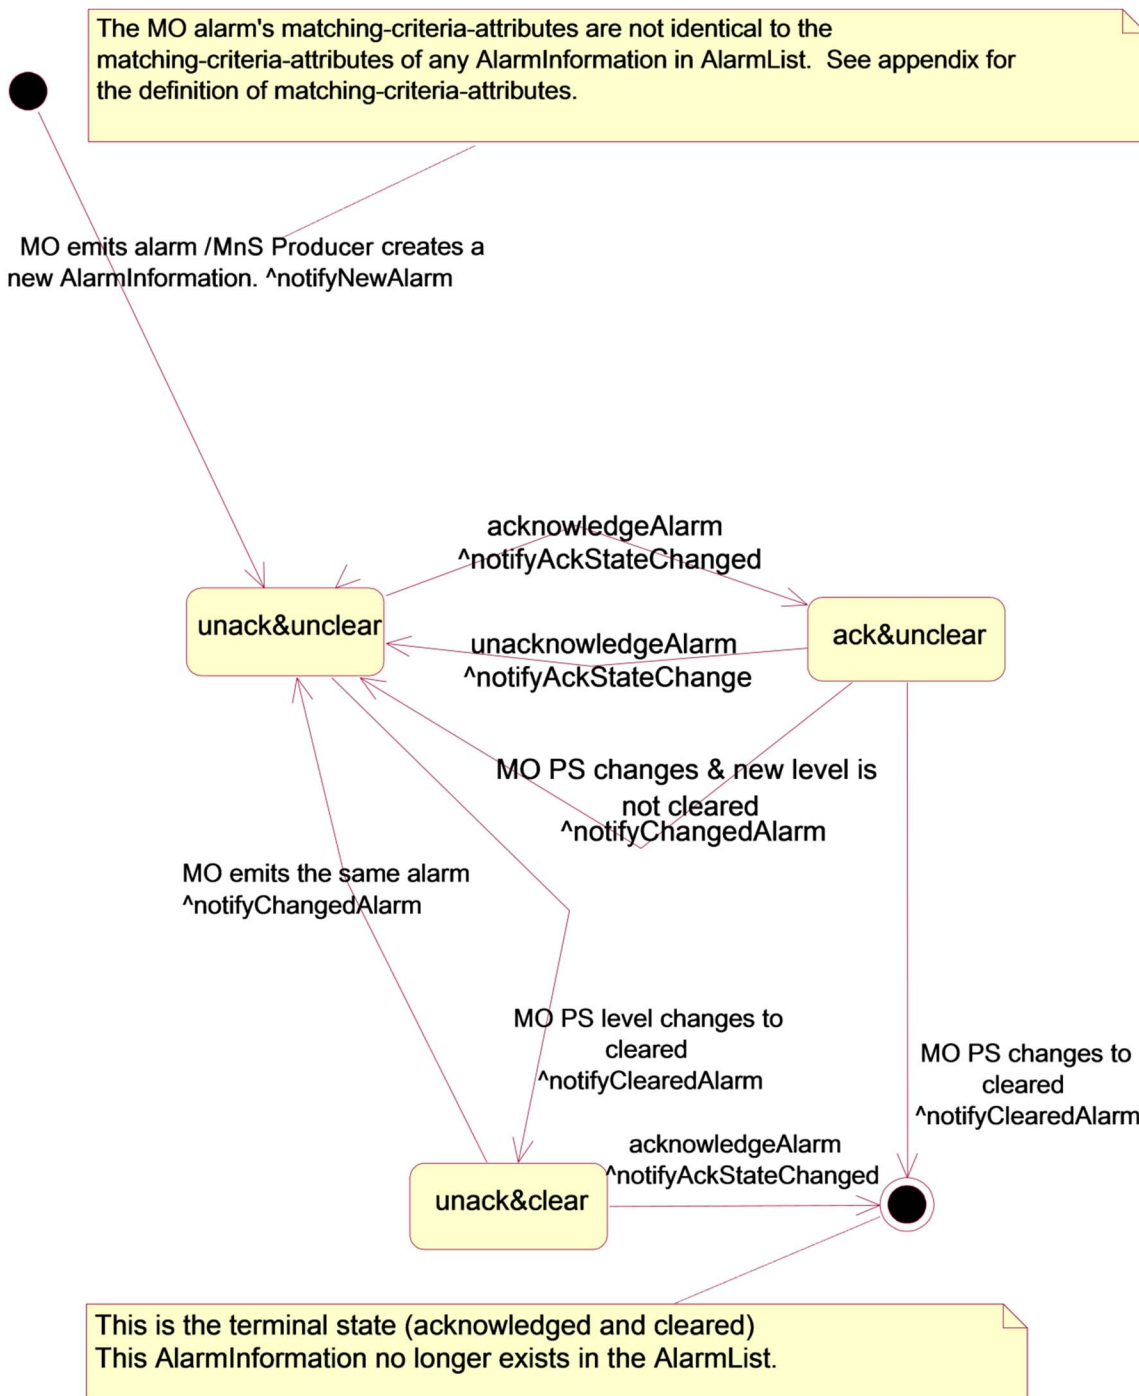 The MO alarm's matching-criteria-attributes are not identical to the
matching-criteria-attributes of any AlarmInformation in AlarmList. See appendix for
the definition of matching-criteria-attributes.
MO emits alarm /MnS Producer creates a
new AlarmInformation. ^notifyNewAlarm
acknowledgeAlarm
^notifyAckStateChanged
unack&unclear
ack&unclear
unacknowledgeAlarm
^notifyAckStateChange
MO PS changes & new level is
not cleared
^notifyChangedAlarm
MO emits the same alarm
^notifyChangedAlarm
MO PS level changes to
cleared
^notifyClearedAlarm
MO PS changes to
cleared
^notifyClearedAlarm
acknowledgeAlarm
^notifyAckStateChanged
unack&clear
This is the terminal state (acknowledged and cleared)
This AlarmInformation no longer exists in the AlarmList.